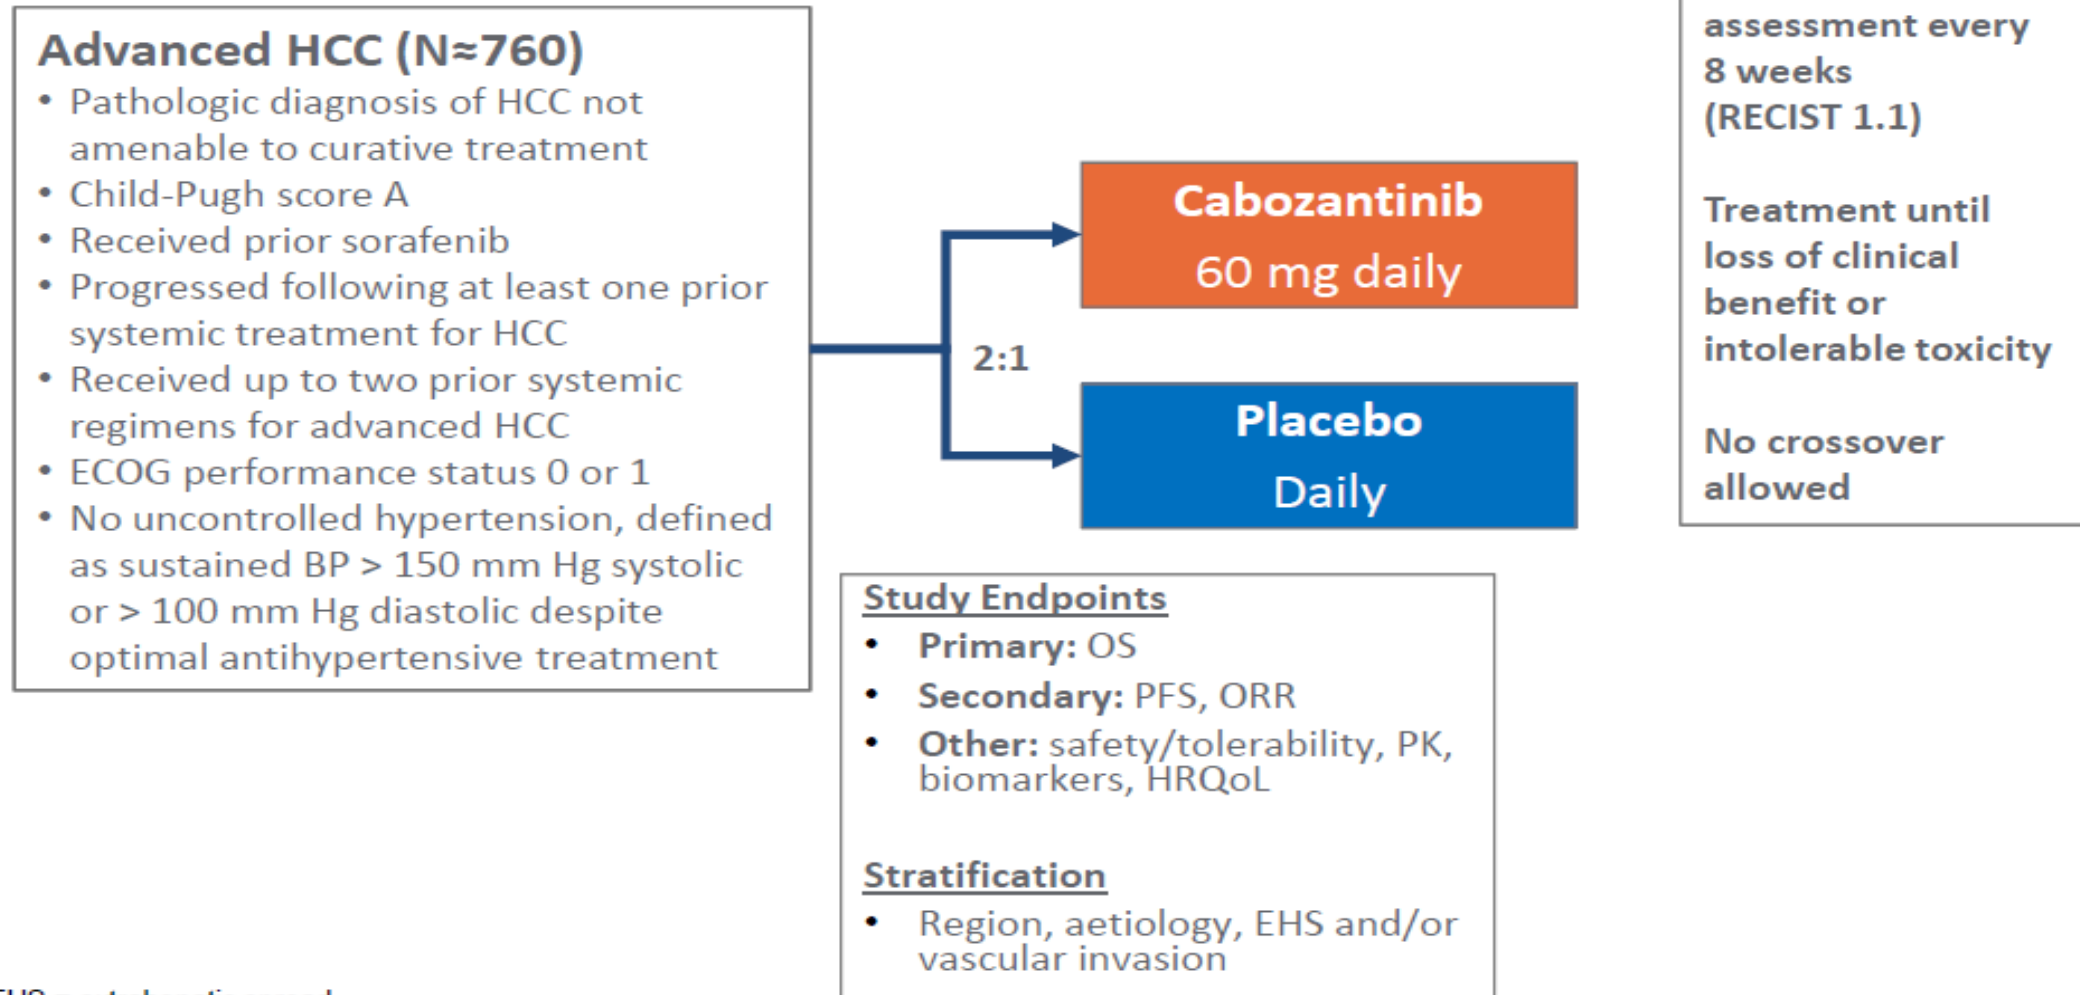 Advanced HCC (N≈760)
• Pathologic diagnosis of HCC not
amenable to curative treatment
• Child-Pugh score A
• Received prior sorafenib
• Progressed following at least one prior
systemic treatment for HCC
• Received up to two prior systemic
regimens for advanced HCC
• ECOG performance status 0 or 1
• No uncontrolled hypertension, defined
as sustained BP > 150 mm Hg systolic
or > 100 mm Hg diastolic despite
optimal antihypertensive treatment
2:1
Cabozantinib
60 mg daily
Placebo
Daily
assessment every
8 weeks
(RECIST 1.1)
Treatment until
loss of clinical
benefit or
intolerable toxicity
No crossover
allowed
Study Endpoints
• Primary: OS
• Secondary: PFS, ORR
• Other: safety/tolerability, PK,
biomarkers, HRQoL
Stratification
• Region, aetiology, EHS and/or
vascular invasion